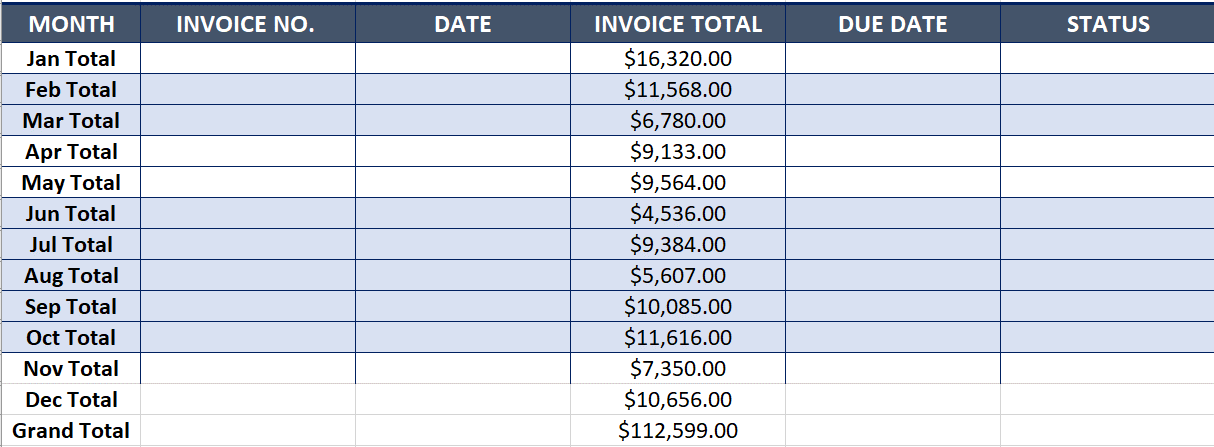 MONTH INVOICE NO. DATE INVOICE TOTAL DUE DATE STATUS
Jan Total $16,320.00
Feb Total $11,568.00
Mar Total $6,780.00
Apr Total $9,133.00
May Total $9,564.00
Jun Total $4,536.00
Jul Total $9,384.00
Aug Total $5,607.00
Sep Total $10,085.00
Oct Total $11,616.00
Nov Total $7,350.00
Dec Total $10,656.00
Grand Total $112,599.00